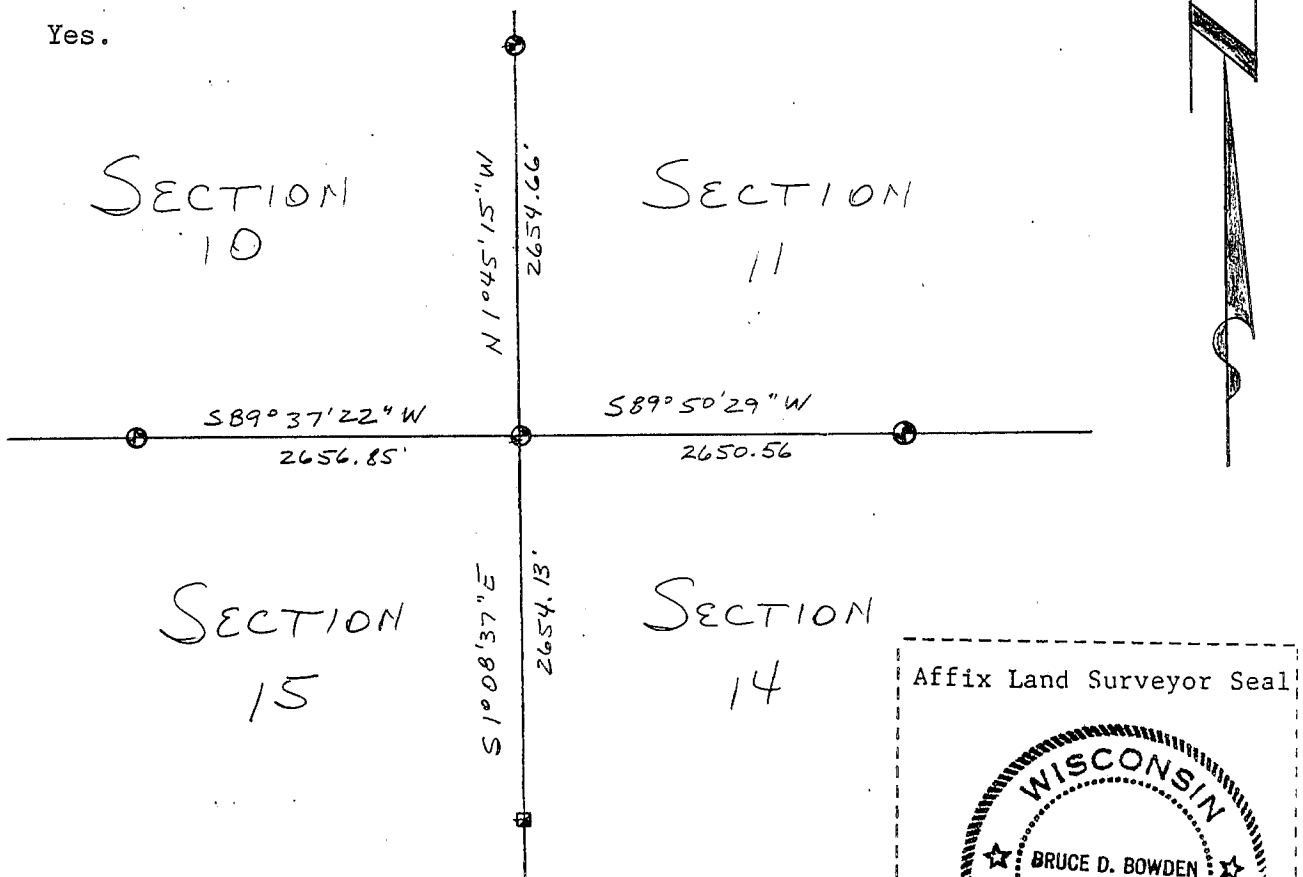 Yes.
SECTION
10
SECTION
11
N 1°45'15"W
2654.66'
S89°37'22"W
2656.85'
S89°50'29"W
2650.56
S1°08'37"E
2654.13'
SECTION
15
SECTION
14
Affix Land Surveyor Seal
WISCONSIN
BRUCE D. BOWDEN